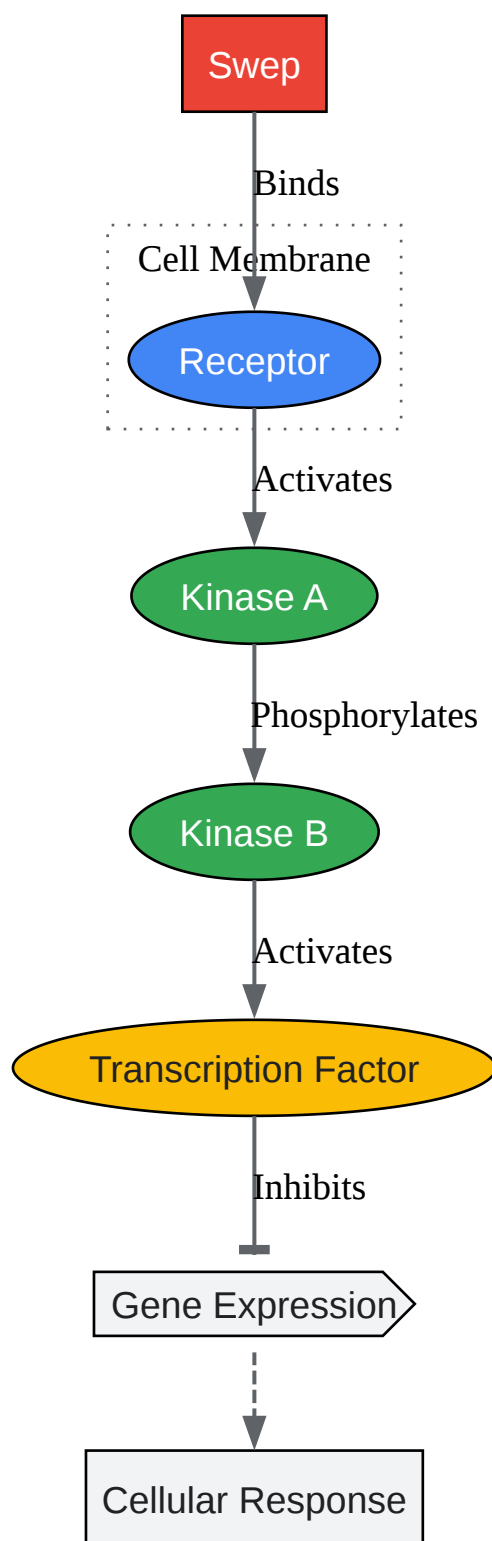 Swep
Binds
Cell Membrane
Receptor
Activates
Kinase A
Phosphorylates
Kinase B
Activates
Transcription Factor
Inhibits
Gene Expression
Cellular Response